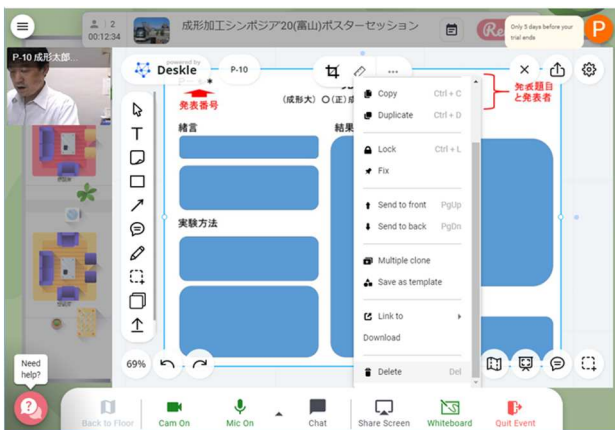 2
00:12:34
成形加工シンポジア'20(富山)ポスターセッション
Only 5 days before your
trial ends
P
P-10 成形太郎...
powered by
Deskle
P-10
発表番号
(成形大) 〇(正)成
発表題目
と発表者
緒言
結果
実験方法
Copy Ctrl + C
Duplicate Ctrl + D
Lock Ctrl + L
Fix
Send to front PgUp
Send to back PgDn
Multiple clone
Save as template
Link to
Download
Delete Del
69%
Need
help?
Back to Floor
Cam On
Mic On
Chat
Share Screen
Whiteboard
Quit Event